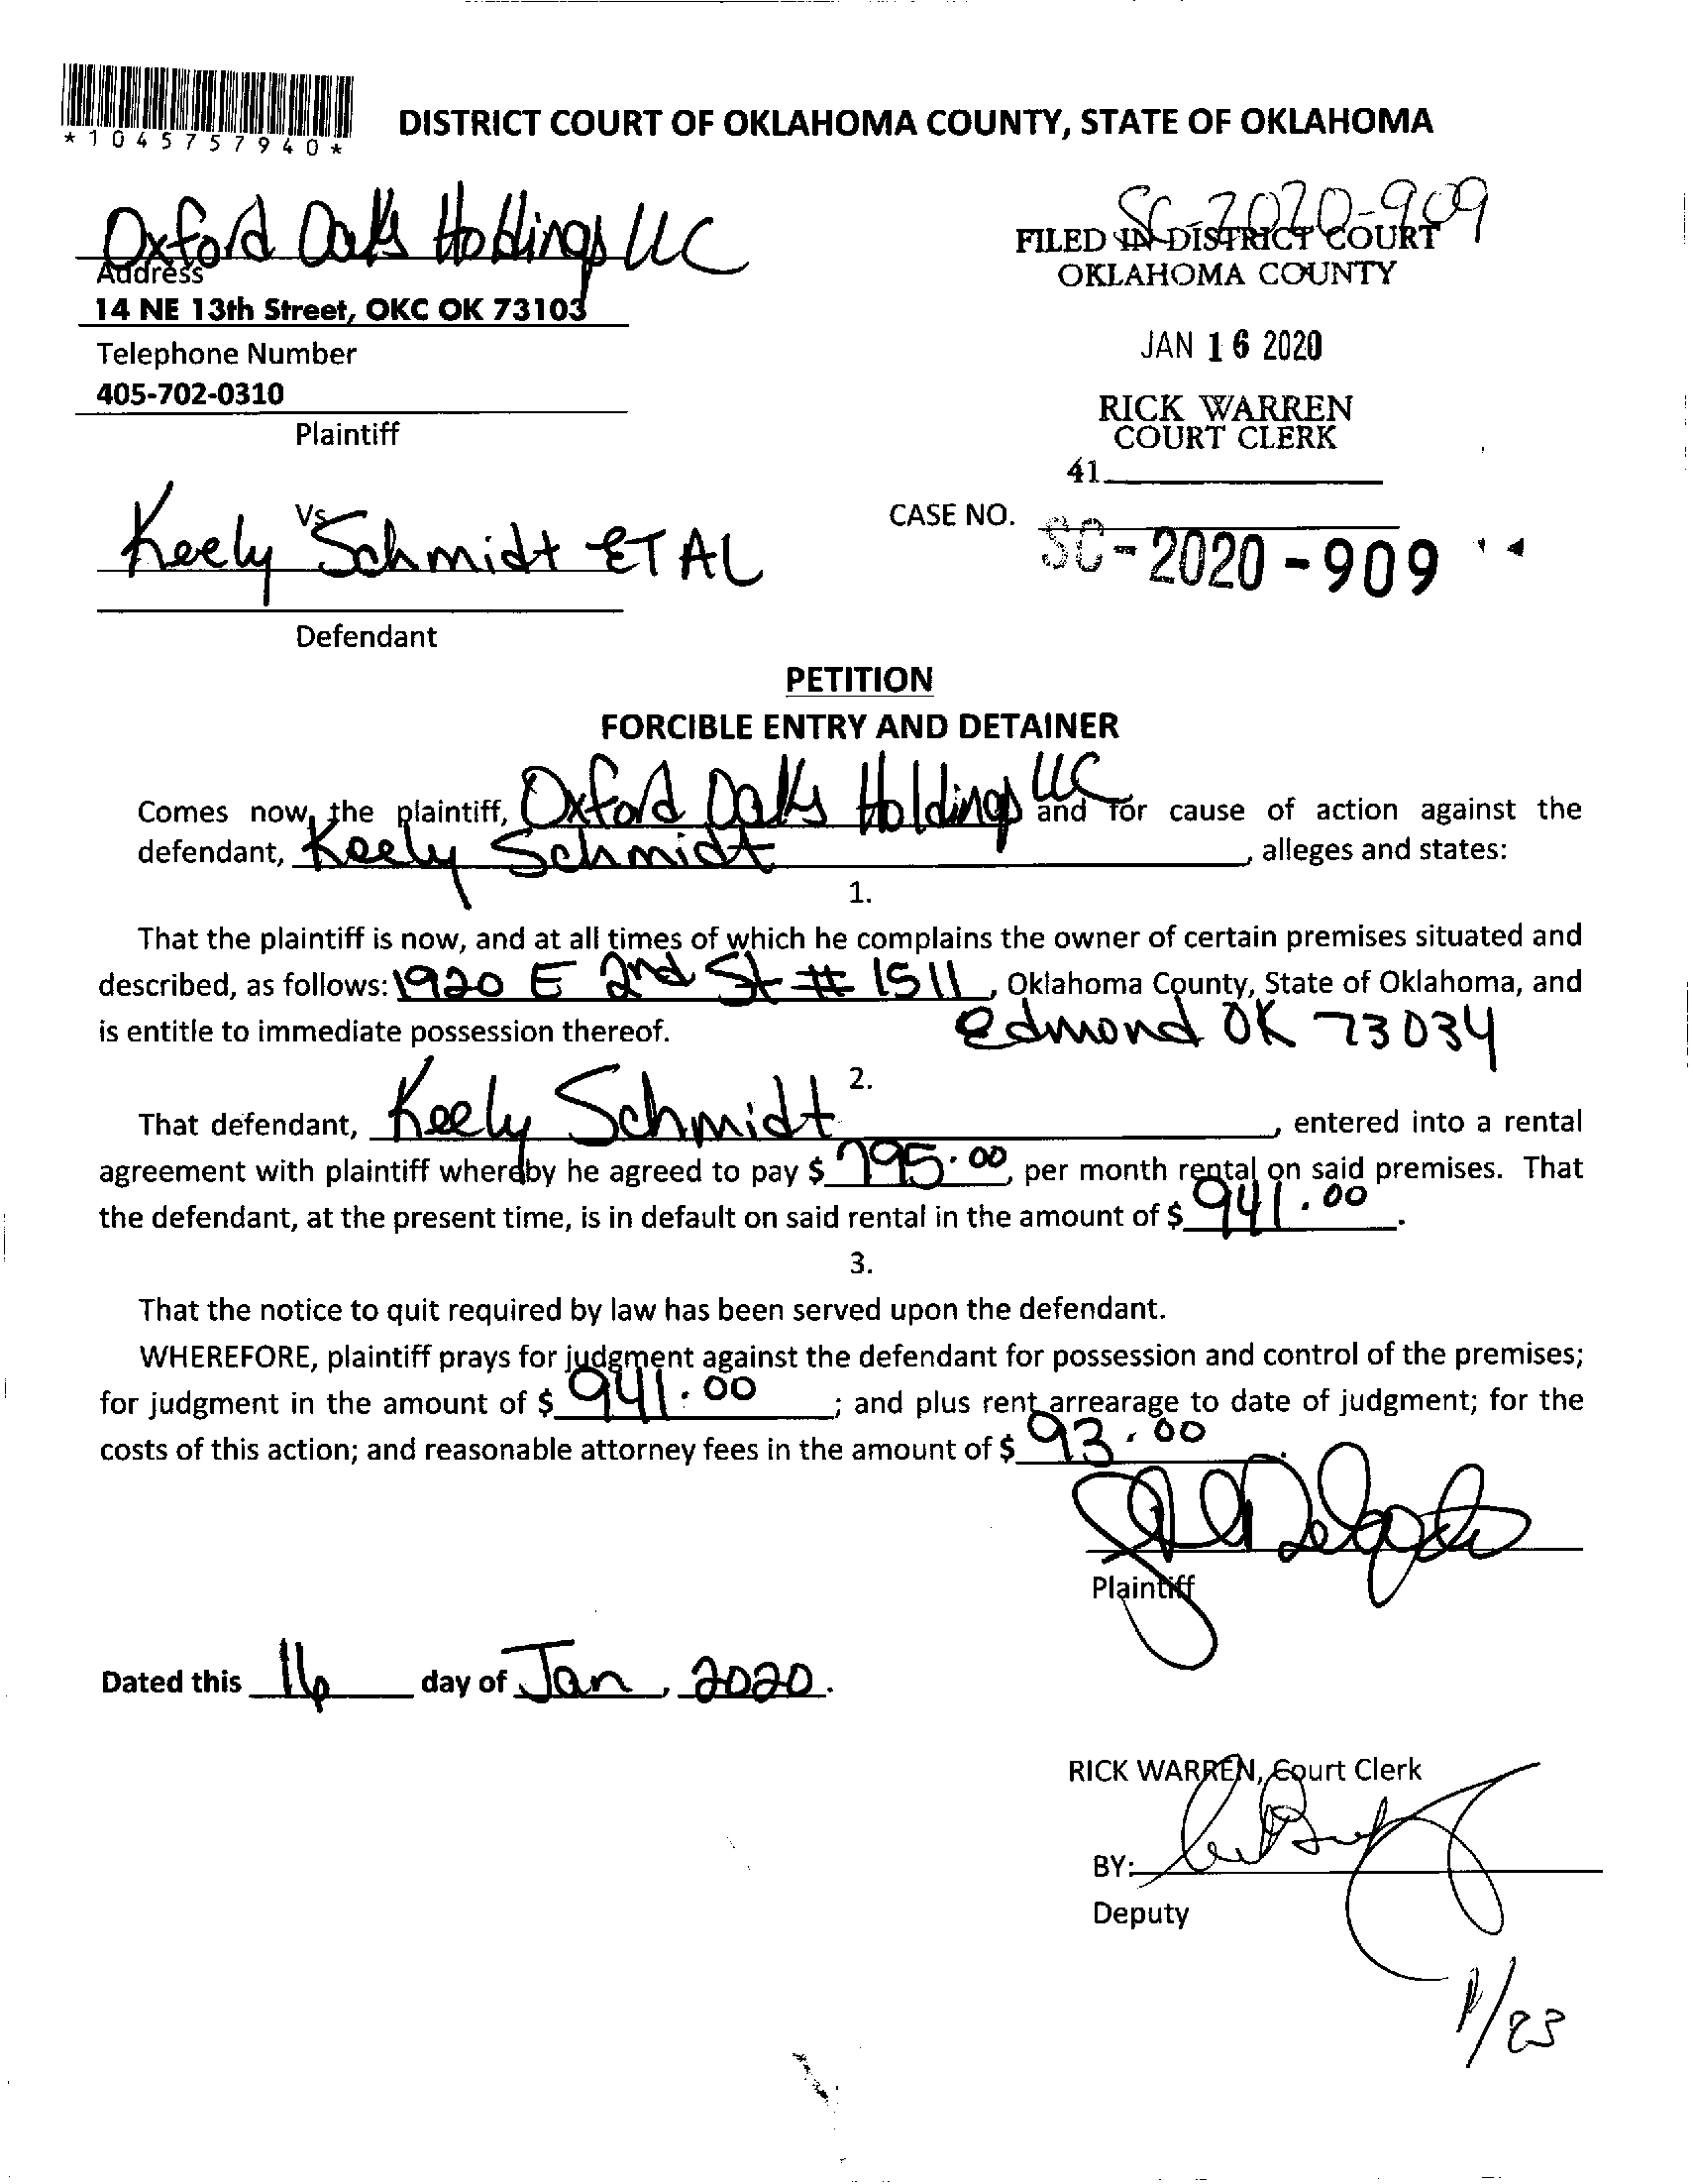 *1045757940*
DISTRICT COURT OF OKLAHOMA COUNTY, STATE OF OKLAHOMA
SC-2020-909
Oxford Oaks Holdings LLC
FILED IN DISTRICT COURT
OKLAHOMA COUNTY
Address
14 NE 13th Street, OKC OK 73103
JAN 16 2020
Telephone Number
405-702-0310
RICK WARREN
COURT CLERK
Plaintiff
41
Vs
CASE NO. SC-2020-909
Keely Schmidt ET AL
Defendant
PETITION
FORCIBLE ENTRY AND DETAINER
Comes now, the plaintiff, Oxford Oaks Holdings LLC and for cause of action against the
defendant, Keely Schmidt, alleges and states:
1.
That the plaintiff is now, and at all times of which he complains the owner of certain premises situated and
described, as follows: 1920 E 2nd St # 1511, Oklahoma County, State of Oklahoma, and
is entitle to immediate possession thereof. Edmond OK 73034
2.
That defendant, Keely Schmidt, entered into a rental
agreement with plaintiff whereby he agreed to pay $ 795.00, per month rental on said premises. That
the defendant, at the present time, is in default on said rental in the amount of $ 941.00.
3.
That the notice to quit required by law has been served upon the defendant.
WHEREFORE, plaintiff prays for judgment against the defendant for possession and control of the premises;
for judgment in the amount of $ 941.00; and plus rent arrearage to date of judgment; for the
costs of this action; and reasonable attorney fees in the amount of $ 93.00.
Plaintiff
Dated this 16 day of Jan, 2020.
RICK WARREN, Court Clerk
BY:
Deputy
1/23